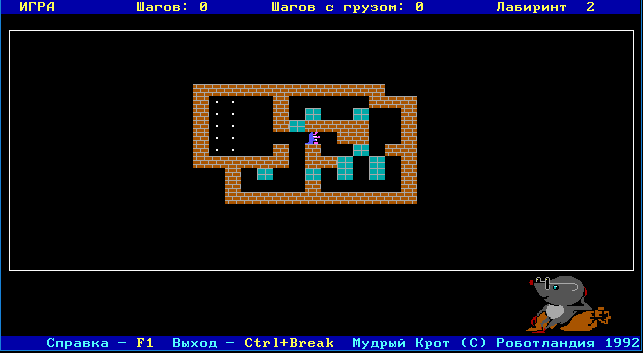 ИГРА Шагов: 0 Шагов с грузом: 0 Лабиринт 2
Справка – F1 Выход – Ctrl+Break Мудрый Крот (C) Роботландия 1992